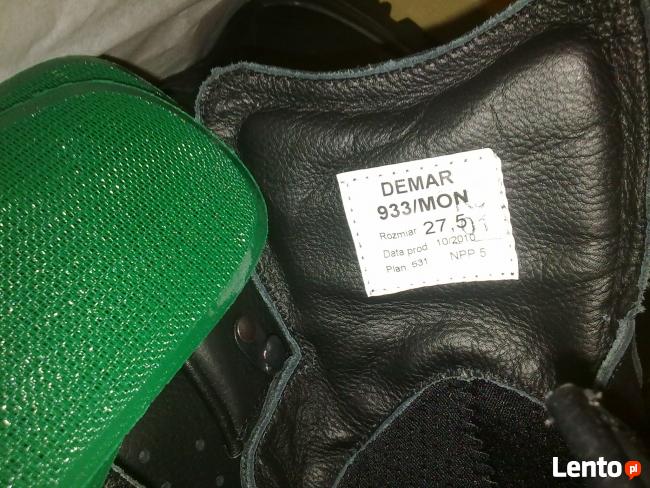 DEMAR
933/MON
Rozmiar 27,5
Data prod 10/2010
Plan 531 NPP 5
Lento.pl